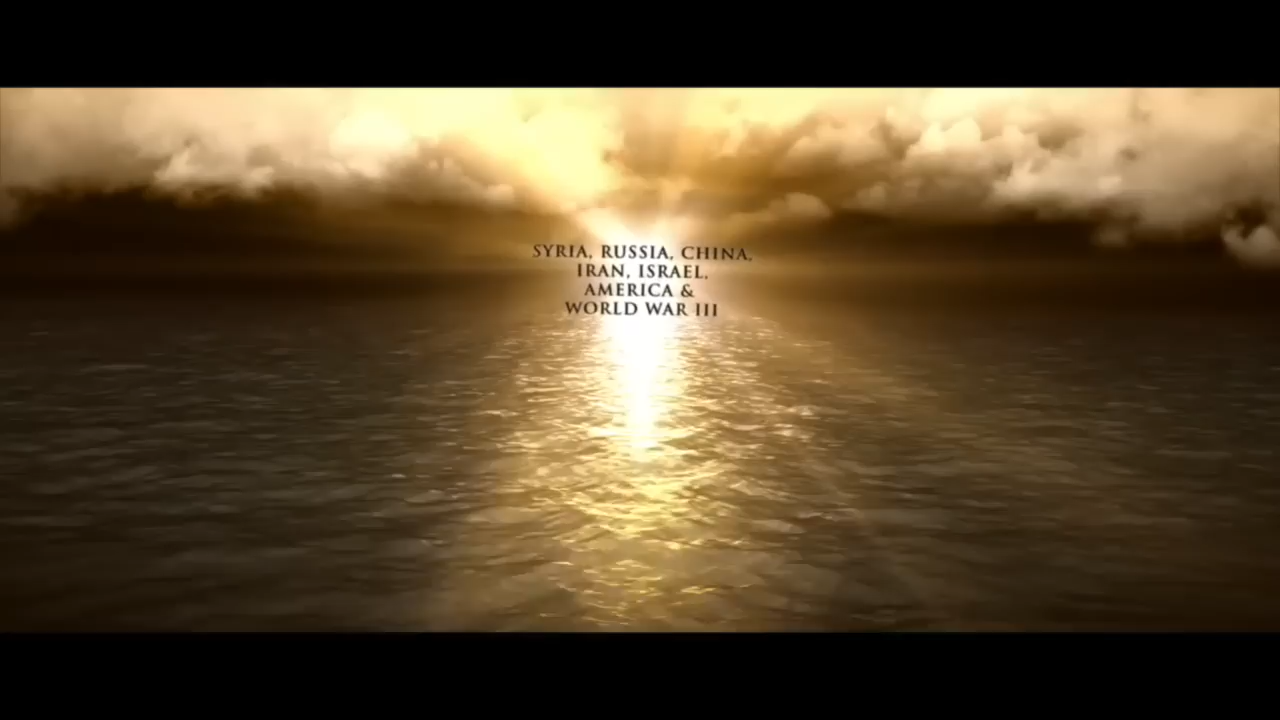 SYRIA, RUSSIA, CHINA,
IRAN, ISRAEL,
AMERICA &
WORLD WAR III